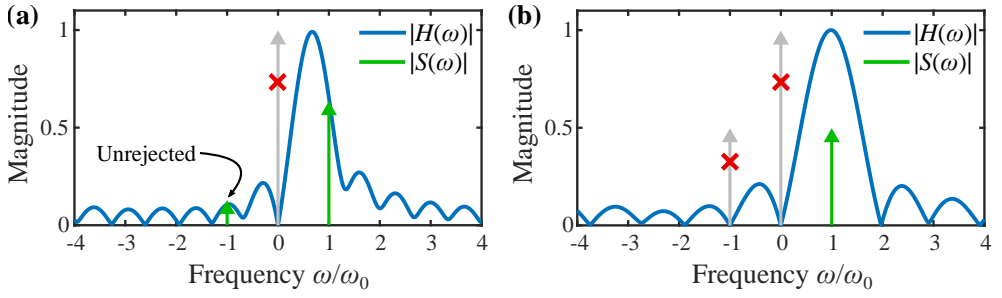 (a)
1
0.5
0
Magnitude
|H(ω)|
|S(ω)|
Unrejected
-4 -3 -2 -1 0 1 2 3 4
Frequency ω/ω₀
(b)
1
0.5
0
Magnitude
|H(ω)|
|S(ω)|
-4 -3 -2 -1 0 1 2 3 4
Frequency ω/ω₀